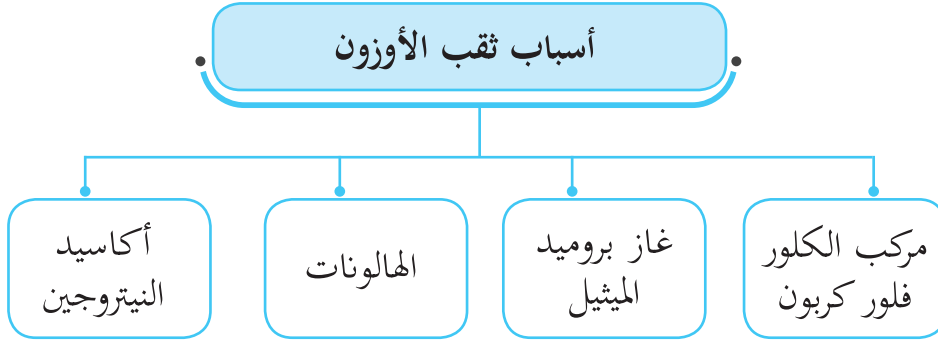 أسباب ثقب الأوزون
مركب الكلور
فلور كربون
غاز بروميد
الميثيل
الهالونات
أكاسيد
النيتروجين